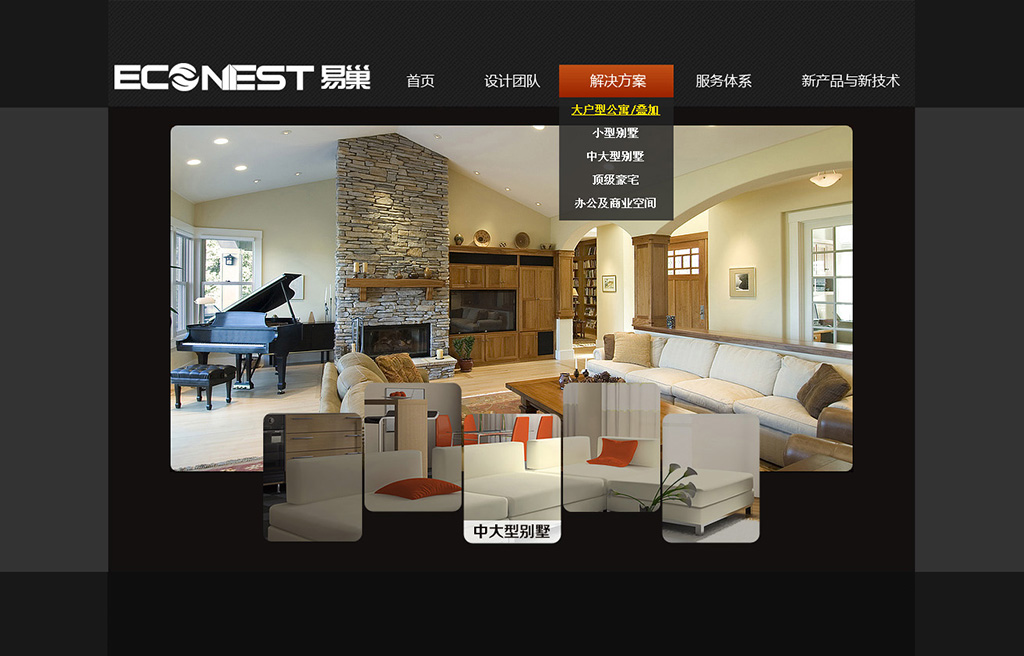 ECONEST 易巢
首页
设计团队
解决方案
服务体系
新产品与新技术
大户型公寓/叠加
小型别墅
中大型别墅
顶级豪宅
办公及商业空间
中大型别墅